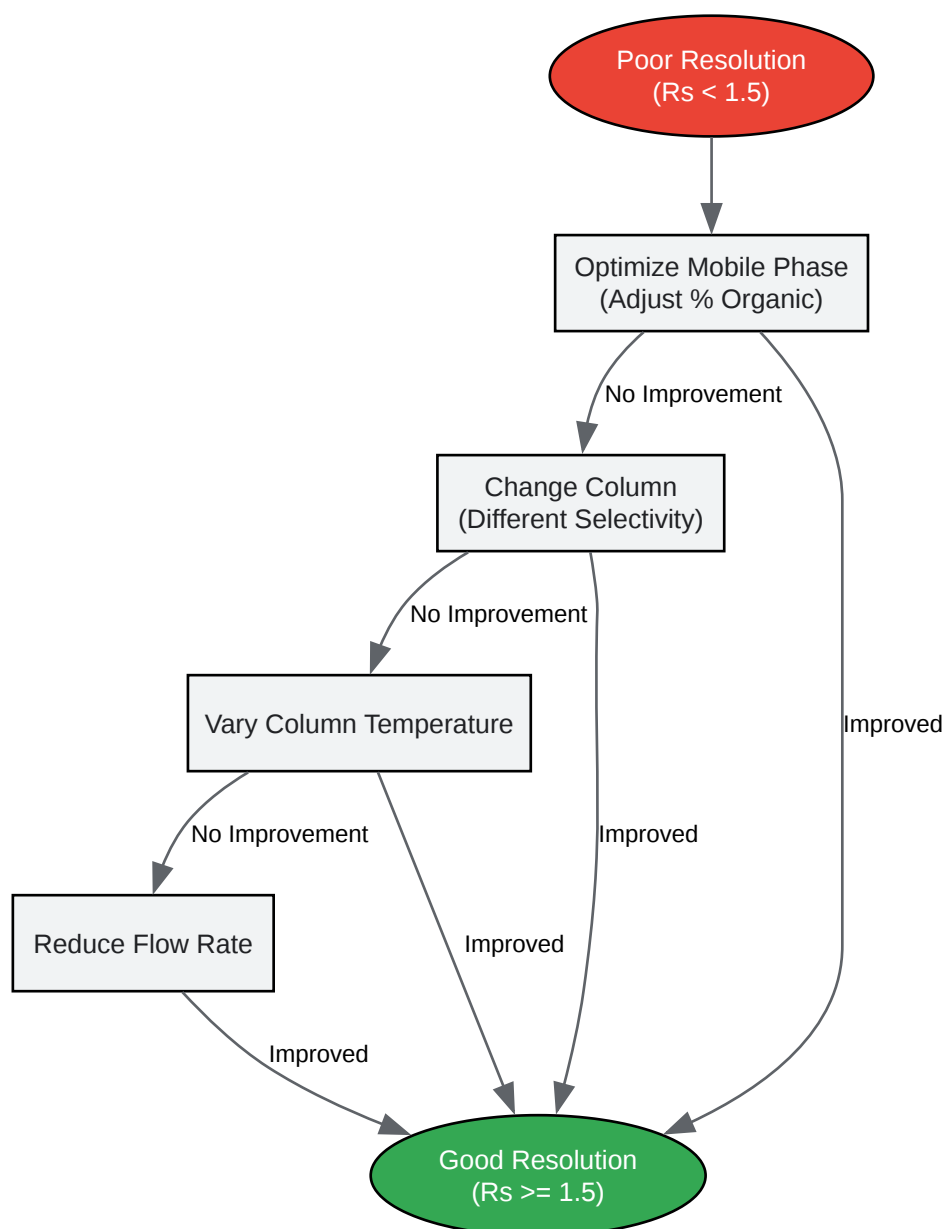 Poor Resolution
(Rs < 1.5)
Optimize Mobile Phase
(Adjust % Organic)
No Improvement
Change Column
(Different Selectivity)
No Improvement
Vary Column Temperature
Improved
No Improvement
Improved
Reduce Flow Rate
Improved
Improved
Good Resolution
(Rs >= 1.5)